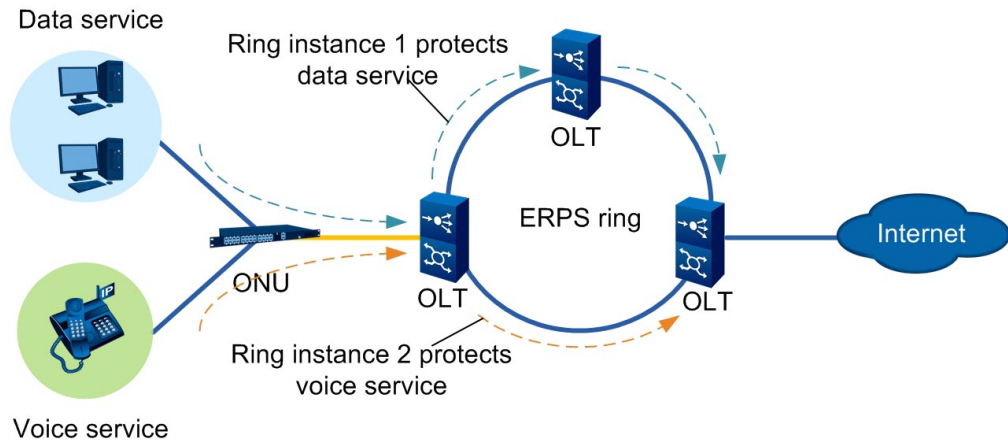 Data service
Ring instance 1 protects
data service
OLT
ERPS ring
Internet
ONU
OLT
OLT
IP
Ring instance 2 protects
voice service
Voice service